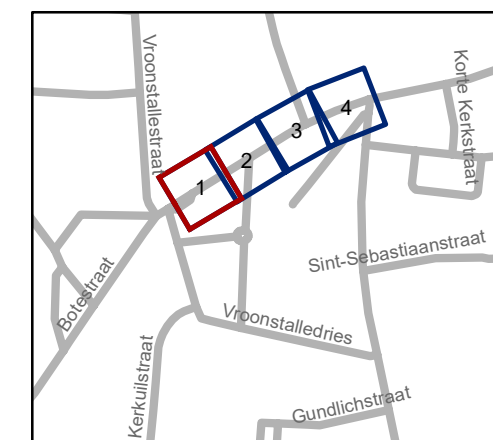 Vroonstallestraat
Korte Kerkstraat
4
3
2
1
Sint-Sebastiaanstraat
Botestraat
Vroonstalledries
Kerkuilstraat
Gundlichstraat